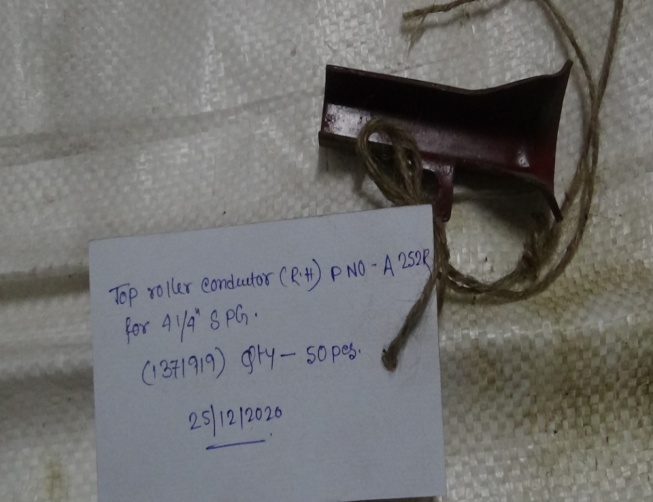 Top roller conductor (R.H) P NO - A 252R
for 4 1/4" SPG.
(1371919) Qty - 50 pcs.
25/12/2020